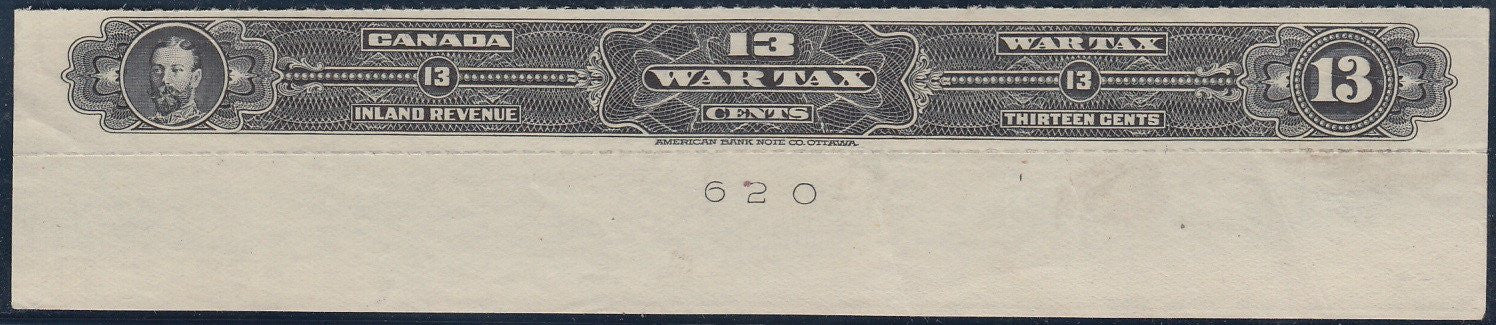 CANADA
13
INLAND REVENUE
13
WAR TAX
CENTS
WAR TAX
13
THIRTEEN CENTS
13
AMERICAN BANK NOTE CO. OTTAWA.
620